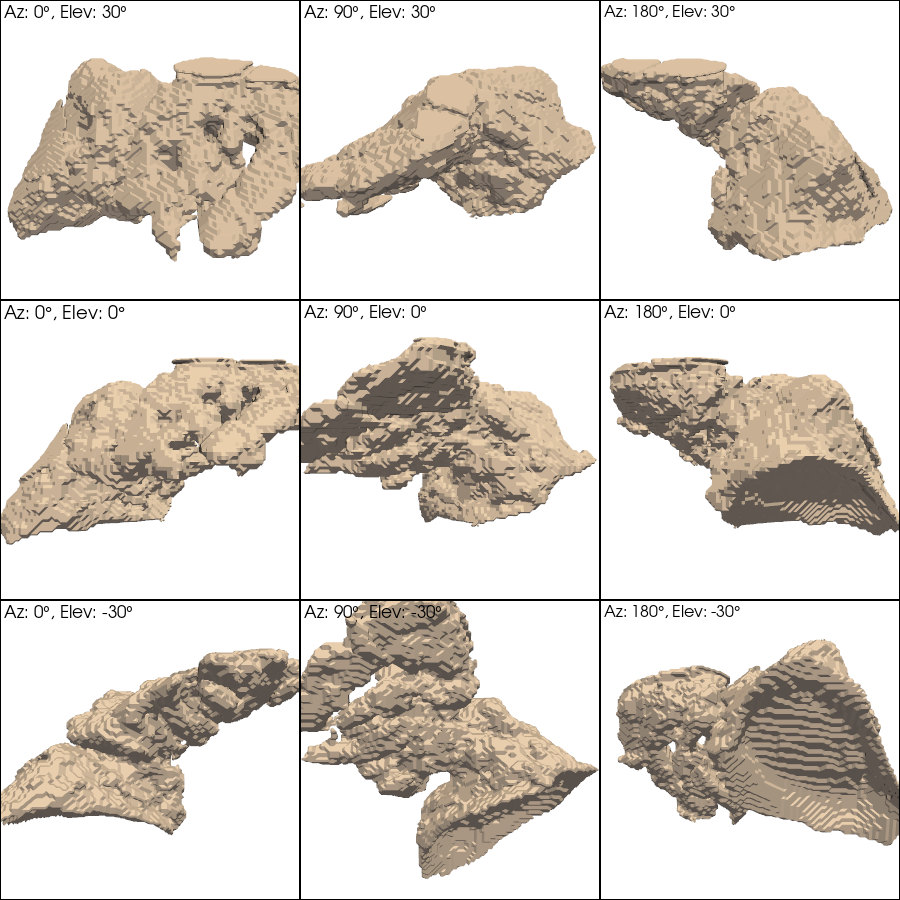 Az: 0°, Elev: 30°
Az: 90°, Elev: 30°
Az: 180°, Elev: 30°
Az: 0°, Elev: 0°
Az: 90°, Elev: 0°
Az: 180°, Elev: 0°
Az: 0°, Elev: -30°
Az: 90°, Elev: -30°
Az: 180°, Elev: -30°